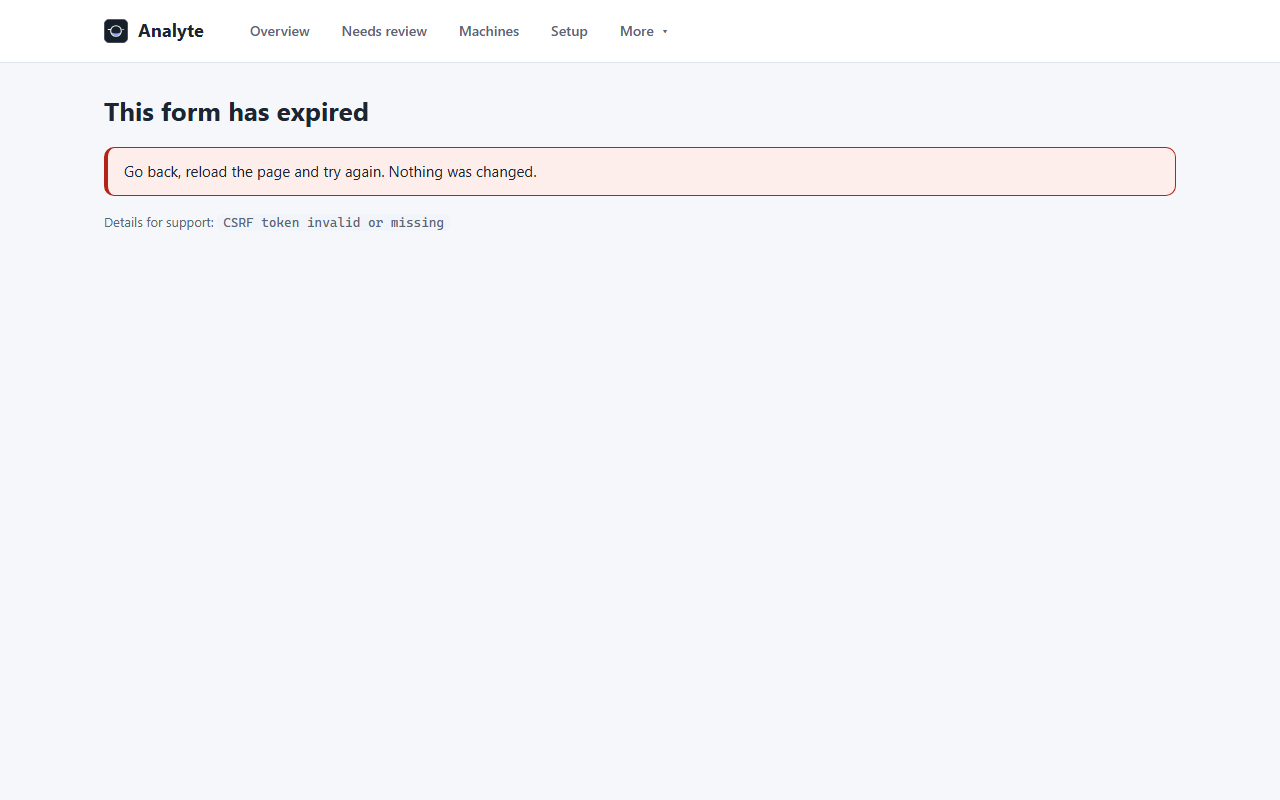 Analyte
Overview
Needs review
Machines
Setup
More
This form has expired
Go back, reload the page and try again. Nothing was changed.
Details for support: CSRF token invalid or missing